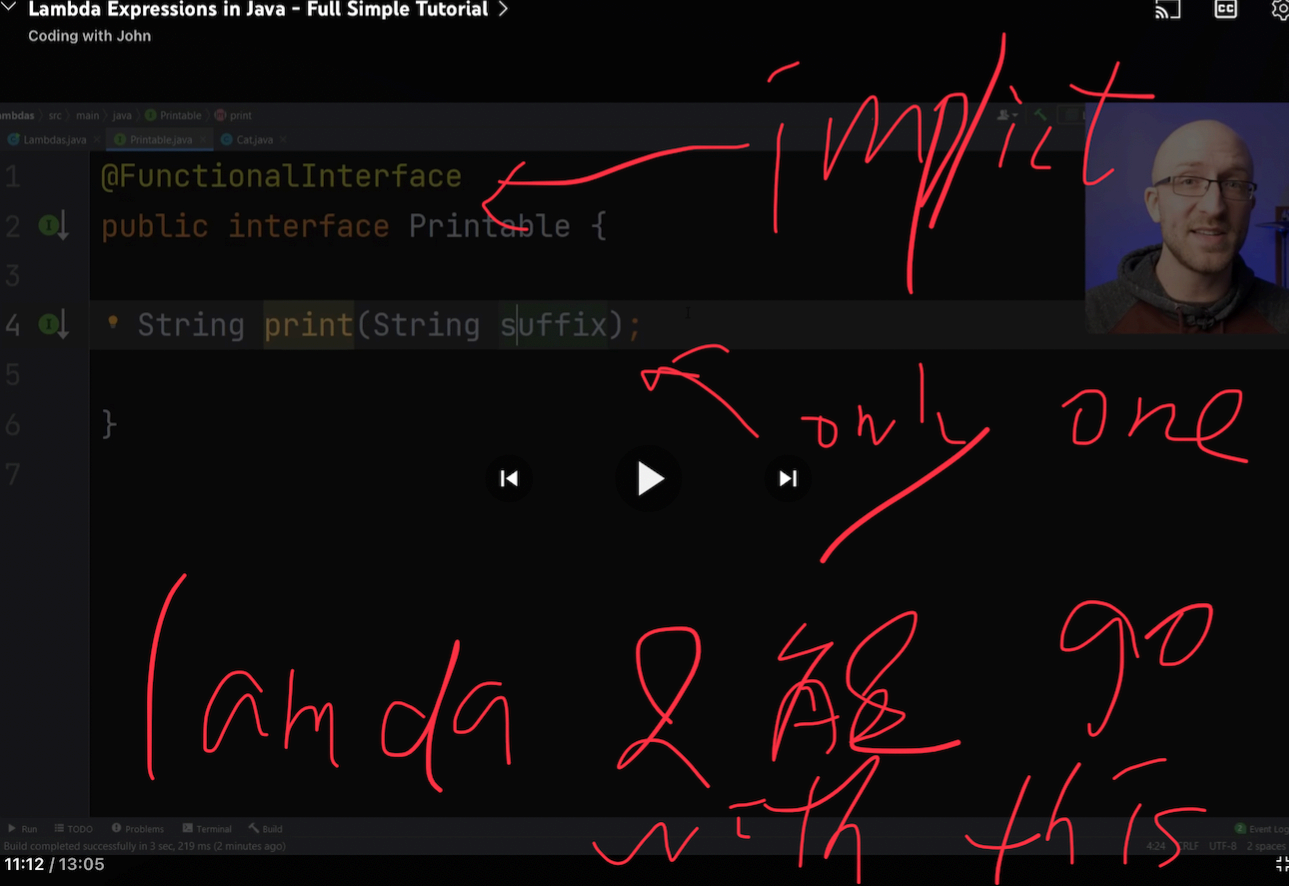 Lambda Expressions in Java - Full Simple Tutorial
Coding with John
CC
mbdas src main java Printable print
Lambdas.java Printable.java Cat.java
implict
1 @FunctionalInterface
2 public interface Printable {
3
4 String print(String suffix);
5
only one
6 }
7
lamda 只能 go
with this
Run TODO Problems Terminal Build 2 Event Log
Build completed successfully in 3 sec, 219 ms (2 minutes ago) 4:24 CRLF UTF-8 2 spaces
11:12 / 13:05